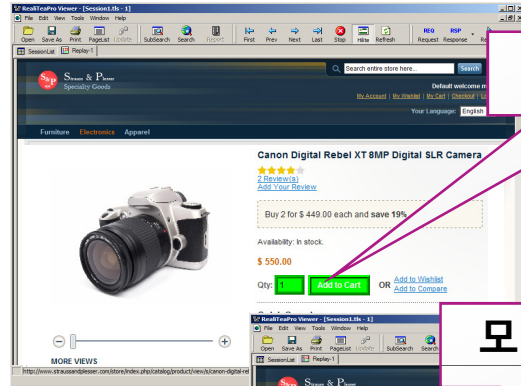 RealiTeaPro Viewer - [Session1.tls - 1]
File Edit View Tools Window Help
Open Save As Print PageList Update SubSearch Search Report First Prev Next Last Stop Hilite Refresh REQ Request RSP Response
SessionList Replay-1
S&P
Strauss & Plesser
Specialty Goods
Search entire store here... Search
Default welcome m
My Account | My Wishlist | My Cart | Checkout |
Your Language: English
Furniture Electronics Apparel
Canon Digital Rebel XT 8MP Digital SLR Camera
2 Review(s)
Add Your Review
Buy 2 for $ 449.00 each and save 19%
Availability: In stock.
$ 550.00
Qty: 1 Add to Cart OR Add to Wishlist
Add to Compare
MORE VIEWS
http://www.straussandplesser.com/store/index.php/catalog/product/view/s/canon-digital-rel
RealiTeaPro Viewer - [Session1.tls - 1]
File Edit View Tools Window Help
Open Save As Print PageList Update SubSearch Search
SessionList Replay-1
Strauss & Plesser
모